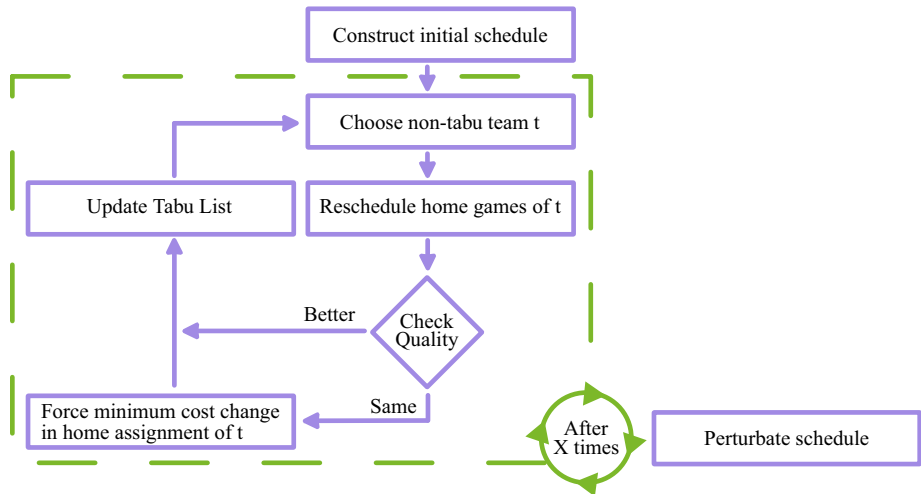 Construct initial schedule
Choose non-tabu team t
Update Tabu List
Reschedule home games of t
Better
Check
Quality
Same
Force minimum cost change
in home assignment of t
After
X times
Perturbate schedule